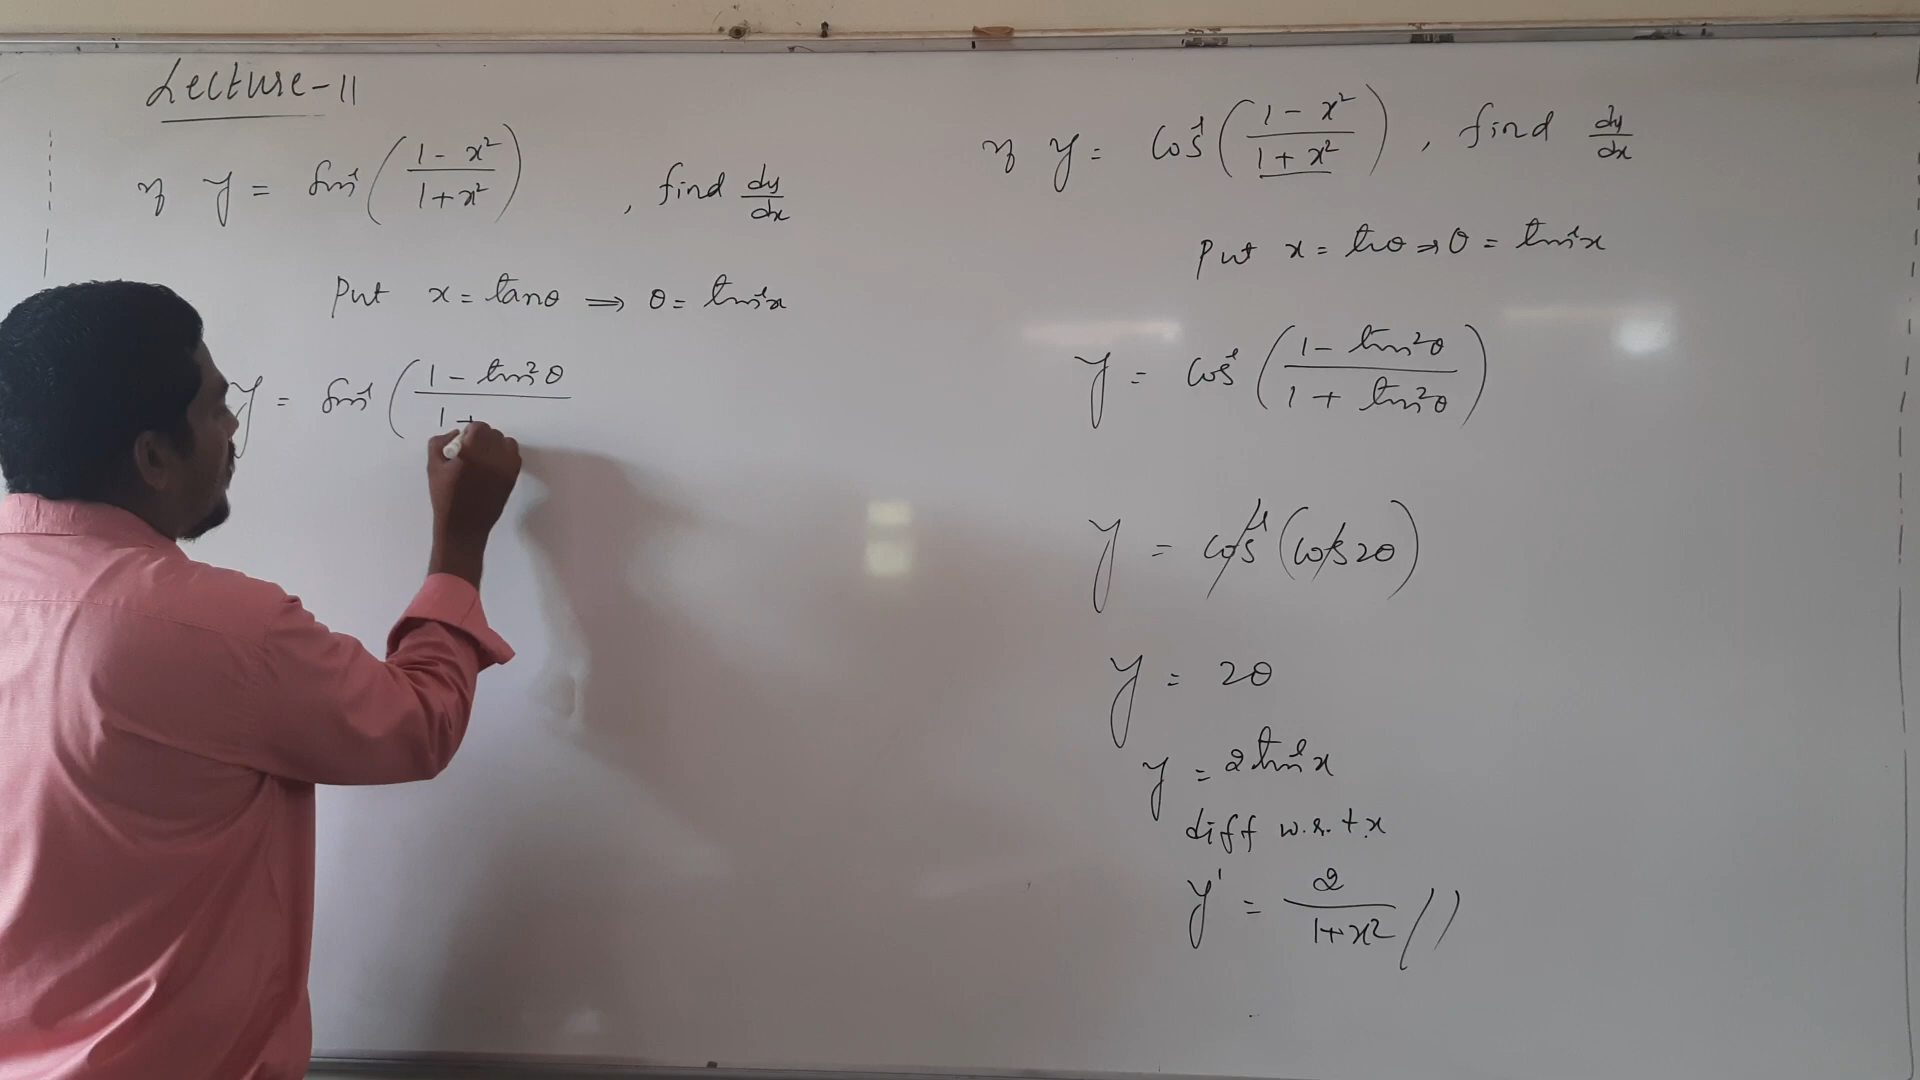 Lecture-11
If y = sin⁻¹((1 - x²)/(1 + x²)), find dy/dx
Put x = tanθ ⇒ θ = tan⁻¹x
y = sin⁻¹((1 - tan²θ)/(1 +
If y = cos⁻¹((1 - x²)/(1 + x²)), find dy/dx
Put x = tanθ ⇒ θ = tan⁻¹x
y = cos⁻¹((1 - tan²θ)/(1 + tan²θ))
y = cos⁻¹(cos2θ)
y = 2θ
y = 2tan⁻¹x
diff w.r.t.x
y' = 2/(1+x²) //